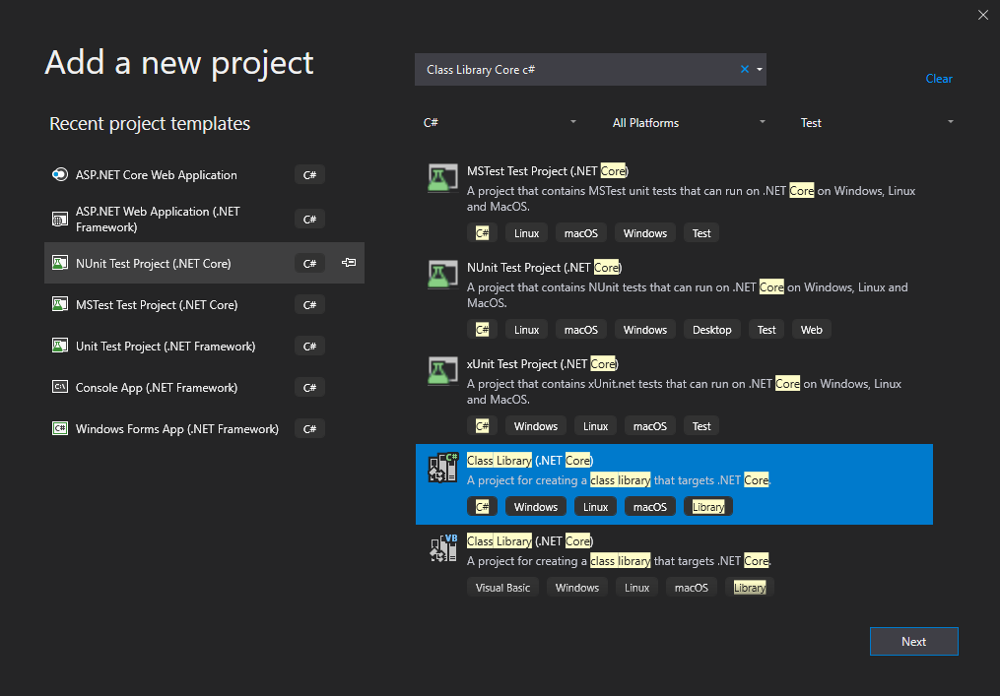 Add a new project
Recent project templates
ASP.NET Core Web Application
C#
ASP.NET Web Application (.NET
Framework)
C#
NUnit Test Project (.NET Core)
C#
MSTest Test Project (.NET Core)
C#
Unit Test Project (.NET Framework)
C#
Console App (.NET Framework)
C#
Windows Forms App (.NET Framework)
C#
Class Library Core c#
Clear
C#
All Platforms
Test
MSTest Test Project (.NET Core)
A project that contains MSTest unit tests that can run on .NET Core on Windows, Linux
and MacOS.
C# Linux macOS Windows Test
NUnit Test Project (.NET Core)
A project that contains NUnit tests that can run on .NET Core on Windows, Linux and
MacOS.
C# Linux macOS Windows Desktop Test Web
xUnit Test Project (.NET Core)
A project that contains xUnit.net tests that can run on .NET Core on Windows, Linux
and MacOS.
C# Windows Linux macOS Test
Class Library (.NET Core)
A project for creating a class library that targets .NET Core.
C# Windows Linux macOS Library
Class Library (.NET Core)
A project for creating a class library that targets .NET Core.
Visual Basic Windows Linux macOS Library
Next